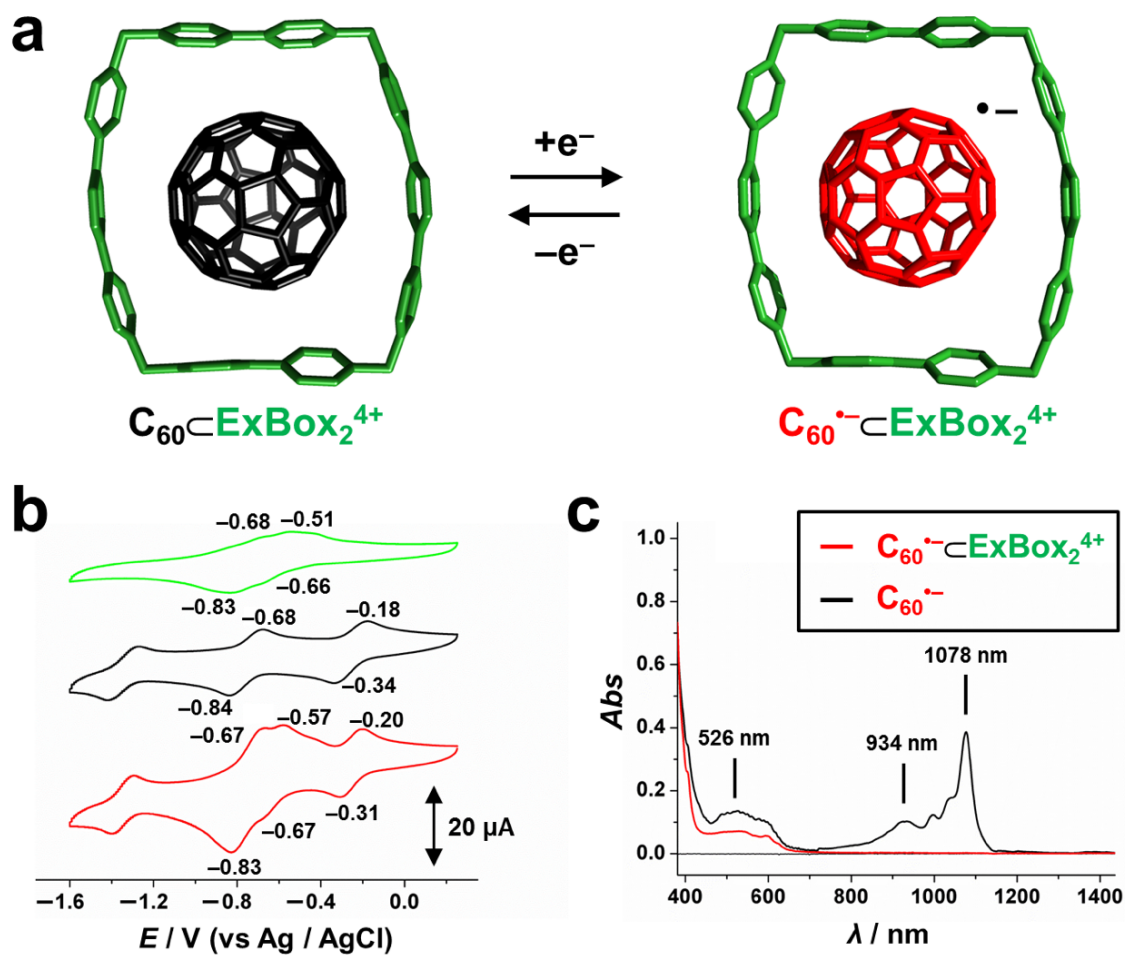 a
•–
+e⁻
–e⁻
C₆₀⊂ExBox₂⁴⁺
C₆₀•–⊂ExBox₂⁴⁺
b
–0.68 –0.51
–0.83 –0.66
–0.68 –0.18
–0.84 –0.34
–0.67 –0.57 –0.20
–0.83 –0.67 –0.31
20 μA
–1.6 –1.2 –0.8 –0.4 0.0
E / V (vs Ag / AgCl)
c
C₆₀•–⊂ExBox₂⁴⁺
C₆₀•–
1078 nm
526 nm
934 nm
Abs
1.0
0.8
0.6
0.4
0.2
0.0
400 600 800 1000 1200 1400
λ / nm